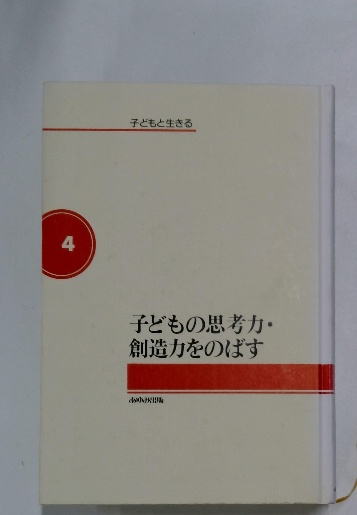 子どもと生きる
4
子どもの思考力・
創造力をのばす